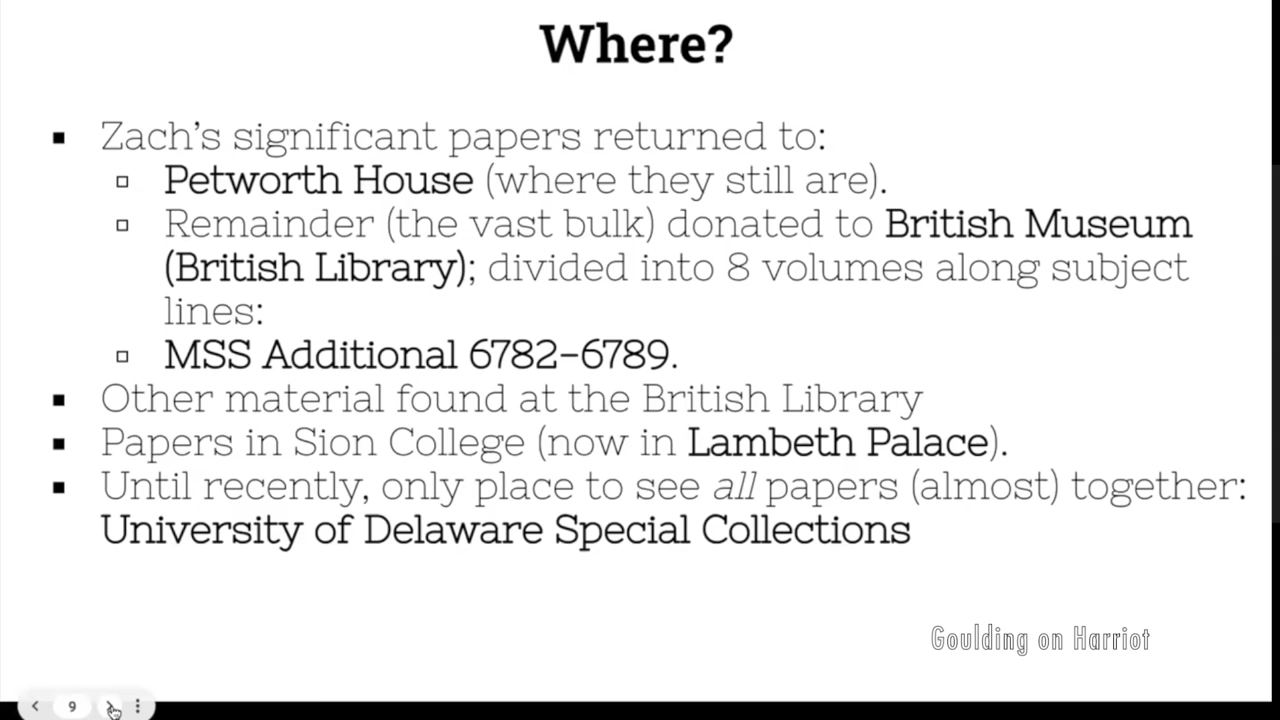 Where?
Zach's significant papers returned to:
Petworth House (where they still are).
Remainder (the vast bulk) donated to British Museum
(British Library); divided into 8 volumes along subject
lines:
MSS Additional 6782–6789.
Other material found at the British Library
Papers in Sion College (now in Lambeth Palace).
Until recently, only place to see all papers (almost) together:
University of Delaware Special Collections
Goulding on Harriot
9